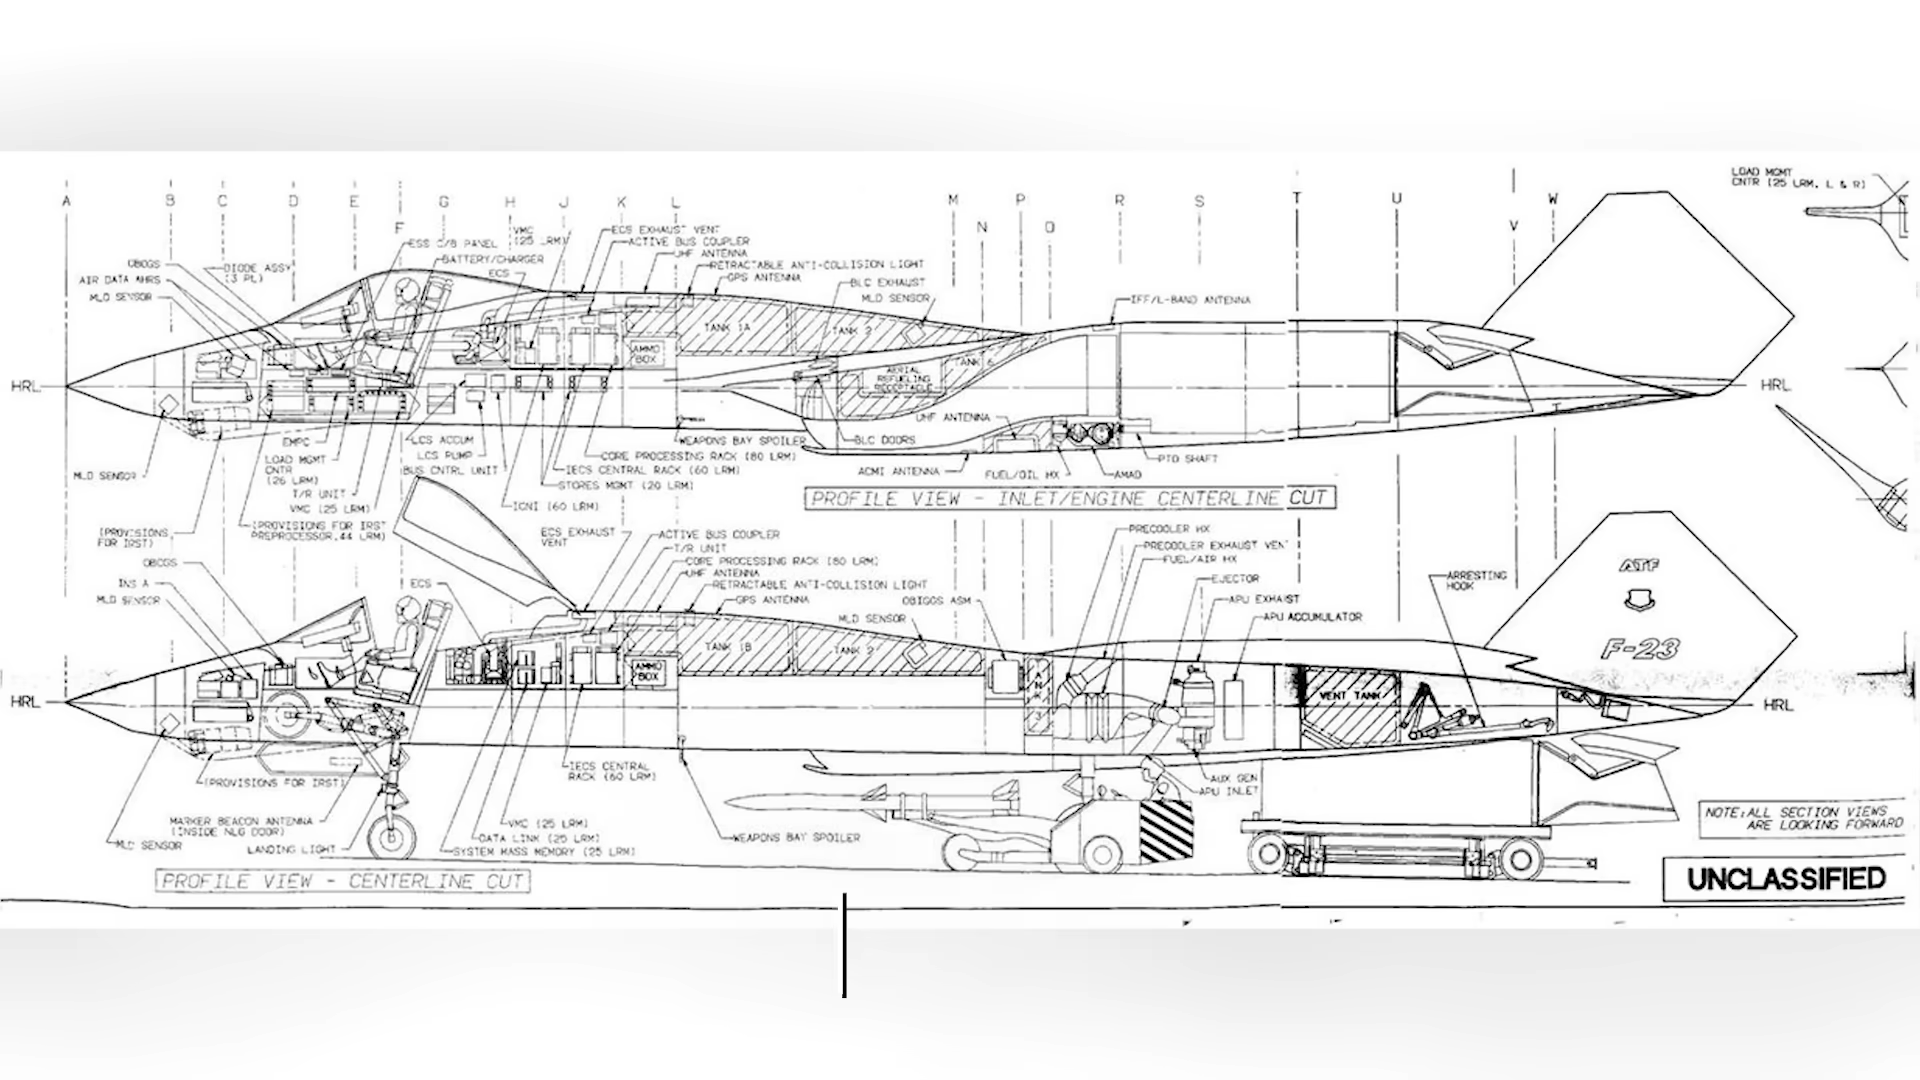 LOAD MGMT
CNTR (25 LRM, L & R)
A B C D E F G H J K L M N P Q R S T U V W
VMC
(25 LRM)
ECS EXHAUST VENT
ACTIVE BUS COUPLER
UHF ANTENNA
RETRACTABLE ANTI-COLLISION LIGHT
GPS ANTENNA
ESS C/B PANEL
BATTERY/CHARGER
ECS
OBOGS
AIR DATA AHRS
MLD SENSOR
DIODE ASSY
(3 PL)
BLC EXHAUST
MLD SENSOR
IFF/L-BAND ANTENNA
TANK 1A
TANK 2
AMMO
BOX
TANK 6
AERIAL
REFUELING
RECEPTACLE
HRL
HRL
UHF ANTENNA
EMPC
LOAD MGMT
CNTR
(26 LRM)
T/R UNIT
VMC (25 LRM)
LCS ACCUM
LCS PUMP
BUS CNTRL UNIT
WEAPONS BAY SPOILER
CORE PROCESSING RACK (80 LRM)
IECS CENTRAL RACK (60 LRM)
STORES MGMT (20 LRM)
ICNI (60 LRM)
BLC DOORS
ACMI ANTENNA
FUEL/OIL HX
AMAD
PTO SHAFT
MLD SENSOR
(PROVISIONS
FOR IRST)
(PROVISIONS FOR IRST
PREPROCESSOR, 44 LRM)
PROFILE VIEW - INLET/ENGINE CENTERLINE CUT
OBOGS
INS A
MLD SENSOR
ECS
ECS EXHAUST
VENT
ACTIVE BUS COUPLER
T/R UNIT
CORE PROCESSING RACK (80 LRM)
UHF ANTENNA
RETRACTABLE ANTI-COLLISION LIGHT
GPS ANTENNA
OBIGGS ASM
MLD SENSOR
PRECOOLER HX
PRECOOLER EXHAUST VENT
FUEL/AIR HX
EJECTOR
APU EXHAUST
APU ACCUMULATOR
ARRESTING
HOOK
ATF
F-23
TANK 1B
TANK 2
AMMO
BOX
TANK 3
VENT TANK
HRL
HRL
(PROVISIONS FOR IRST)
IECS CENTRAL
RACK (60 LRM)
AUX GEN
APU INLET
MARKER BEACON ANTENNA
(INSIDE NLG DOOR)
MLD SENSOR
LANDING LIGHT
VMC (25 LRM)
DATA LINK (25 LRM)
SYSTEM MASS MEMORY (25 LRM)
WEAPONS BAY SPOILER
PROFILE VIEW - CENTERLINE CUT
NOTE: ALL SECTION VIEWS
ARE LOOKING FORWARD
UNCLASSIFIED